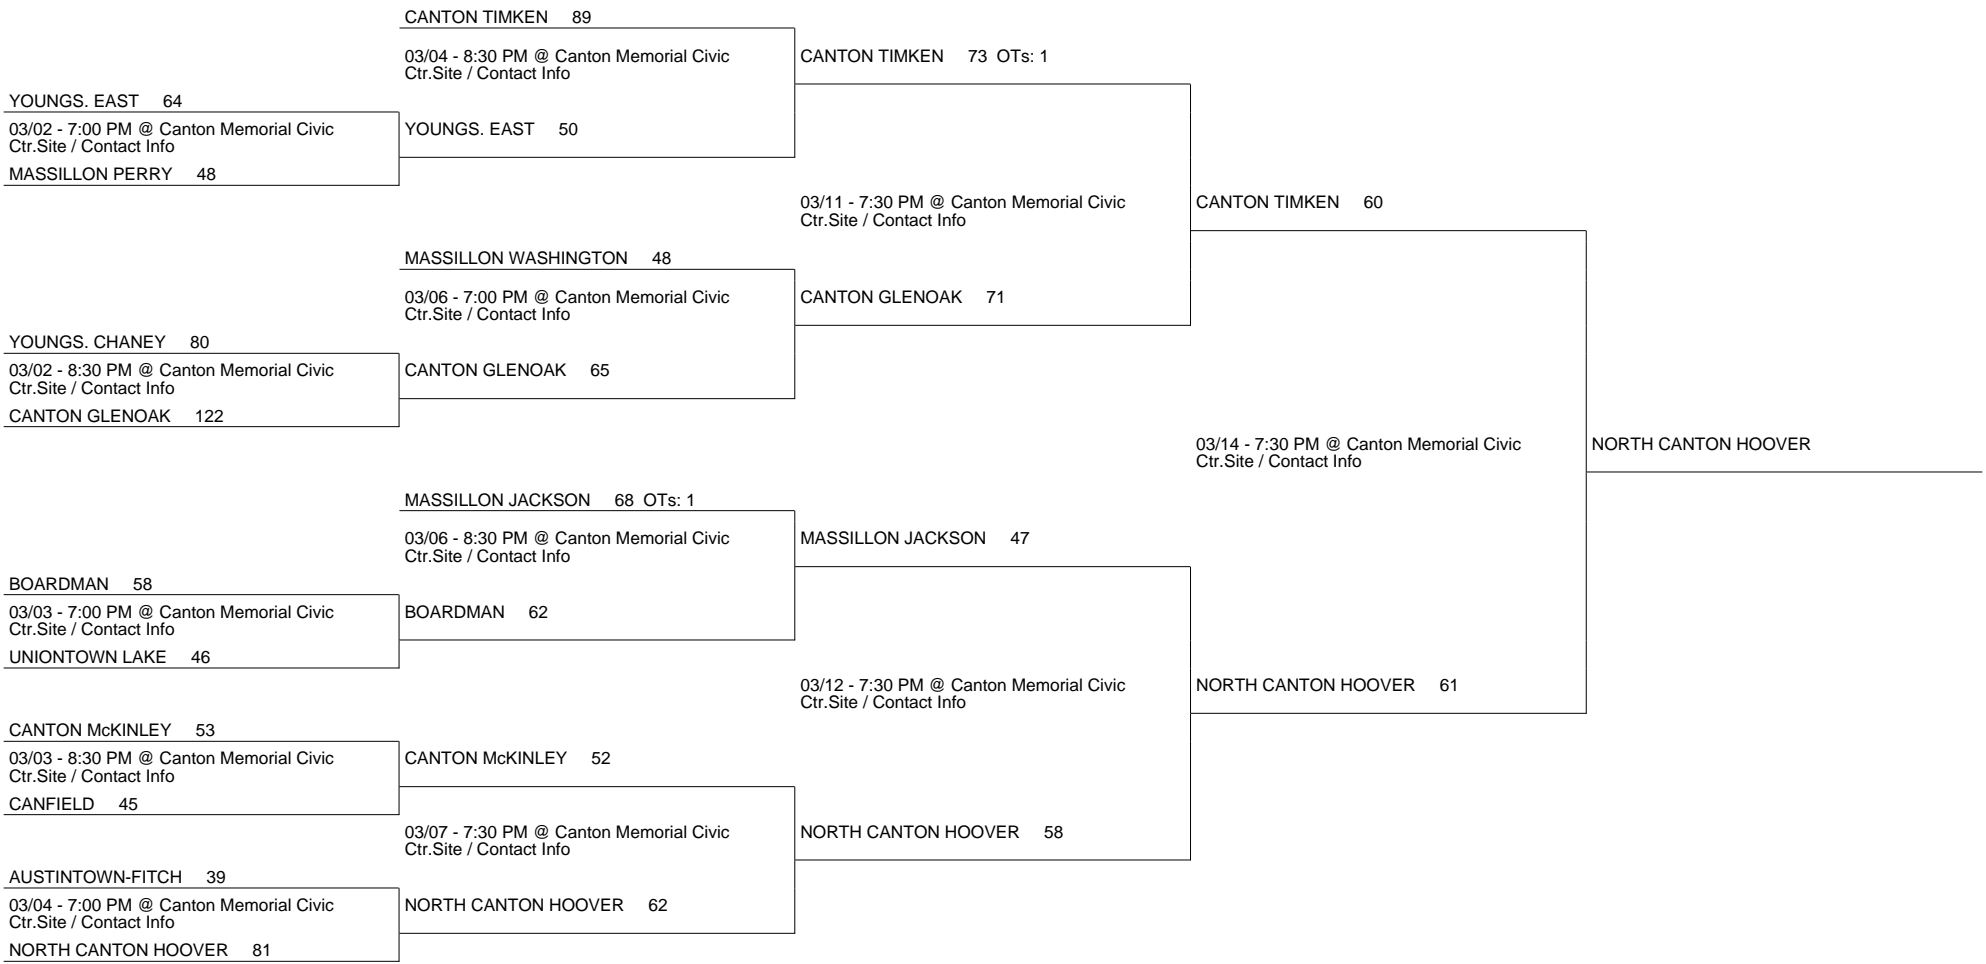 CANTON TIMKEN 89
03/04 - 8:30 PM @ Canton Memorial Civic
Ctr.Site / Contact Info
CANTON TIMKEN 73 OTs: 1
YOUNGS. EAST 64
03/02 - 7:00 PM @ Canton Memorial Civic
Ctr.Site / Contact Info
YOUNGS. EAST 50
MASSILLON PERRY 48
03/11 - 7:30 PM @ Canton Memorial Civic
Ctr.Site / Contact Info
CANTON TIMKEN 60
MASSILLON WASHINGTON 48
03/06 - 7:00 PM @ Canton Memorial Civic
Ctr.Site / Contact Info
CANTON GLENOAK 71
YOUNGS. CHANEY 80
03/02 - 8:30 PM @ Canton Memorial Civic
Ctr.Site / Contact Info
CANTON GLENOAK 65
CANTON GLENOAK 122
03/14 - 7:30 PM @ Canton Memorial Civic
Ctr.Site / Contact Info
NORTH CANTON HOOVER
MASSILLON JACKSON 68 OTs: 1
03/06 - 8:30 PM @ Canton Memorial Civic
Ctr.Site / Contact Info
MASSILLON JACKSON 47
BOARDMAN 58
03/03 - 7:00 PM @ Canton Memorial Civic
Ctr.Site / Contact Info
BOARDMAN 62
UNIONTOWN LAKE 46
03/12 - 7:30 PM @ Canton Memorial Civic
Ctr.Site / Contact Info
NORTH CANTON HOOVER 61
CANTON McKINLEY 53
03/03 - 8:30 PM @ Canton Memorial Civic
Ctr.Site / Contact Info
CANTON McKINLEY 52
CANFIELD 45
03/07 - 7:30 PM @ Canton Memorial Civic
Ctr.Site / Contact Info
NORTH CANTON HOOVER 58
AUSTINTOWN-FITCH 39
03/04 - 7:00 PM @ Canton Memorial Civic
Ctr.Site / Contact Info
NORTH CANTON HOOVER 62
NORTH CANTON HOOVER 81